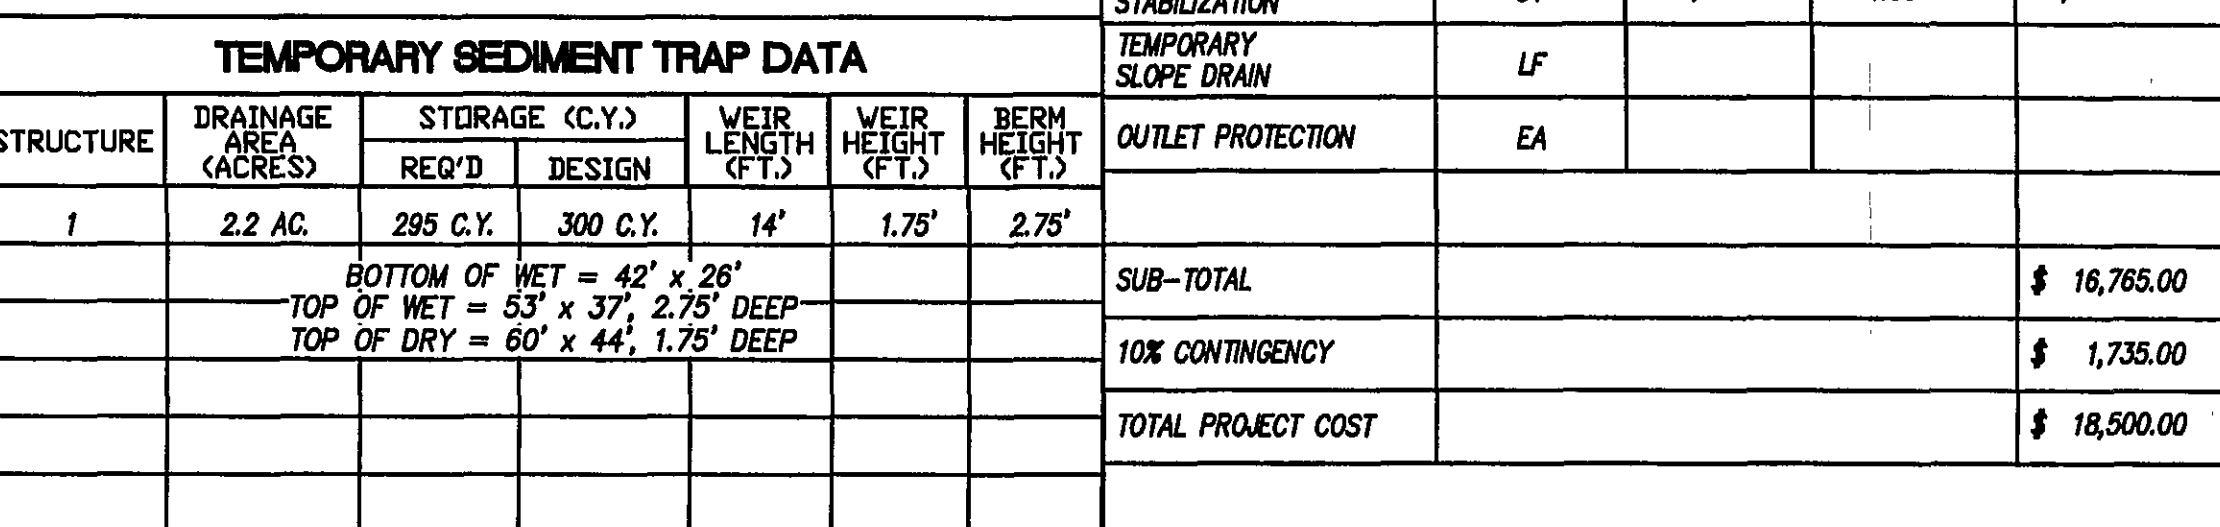 TEMPORARY SEDIMENT TRAP DATA
STRUCTURE
DRAINAGE
AREA
(ACRES)
STORAGE (C.Y.)
REQ'D
DESIGN
WEIR
LENGTH
(FT.)
WEIR
HEIGHT
(FT.)
BERM
HEIGHT
(FT.)
1
2.2 AC.
295 C.Y.
300 C.Y.
14'
1.75'
2.75'
BOTTOM OF WET = 42' x 26'
TOP OF WET = 53' x 37', 2.75' DEEP
TOP OF DRY = 60' x 44', 1.75' DEEP
STABILIZATION
TEMPORARY
SLOPE DRAIN
LF
OUTLET PROTECTION
EA
SUB-TOTAL
$ 16,765.00
10% CONTINGENCY
$ 1,735.00
TOTAL PROJECT COST
$ 18,500.00